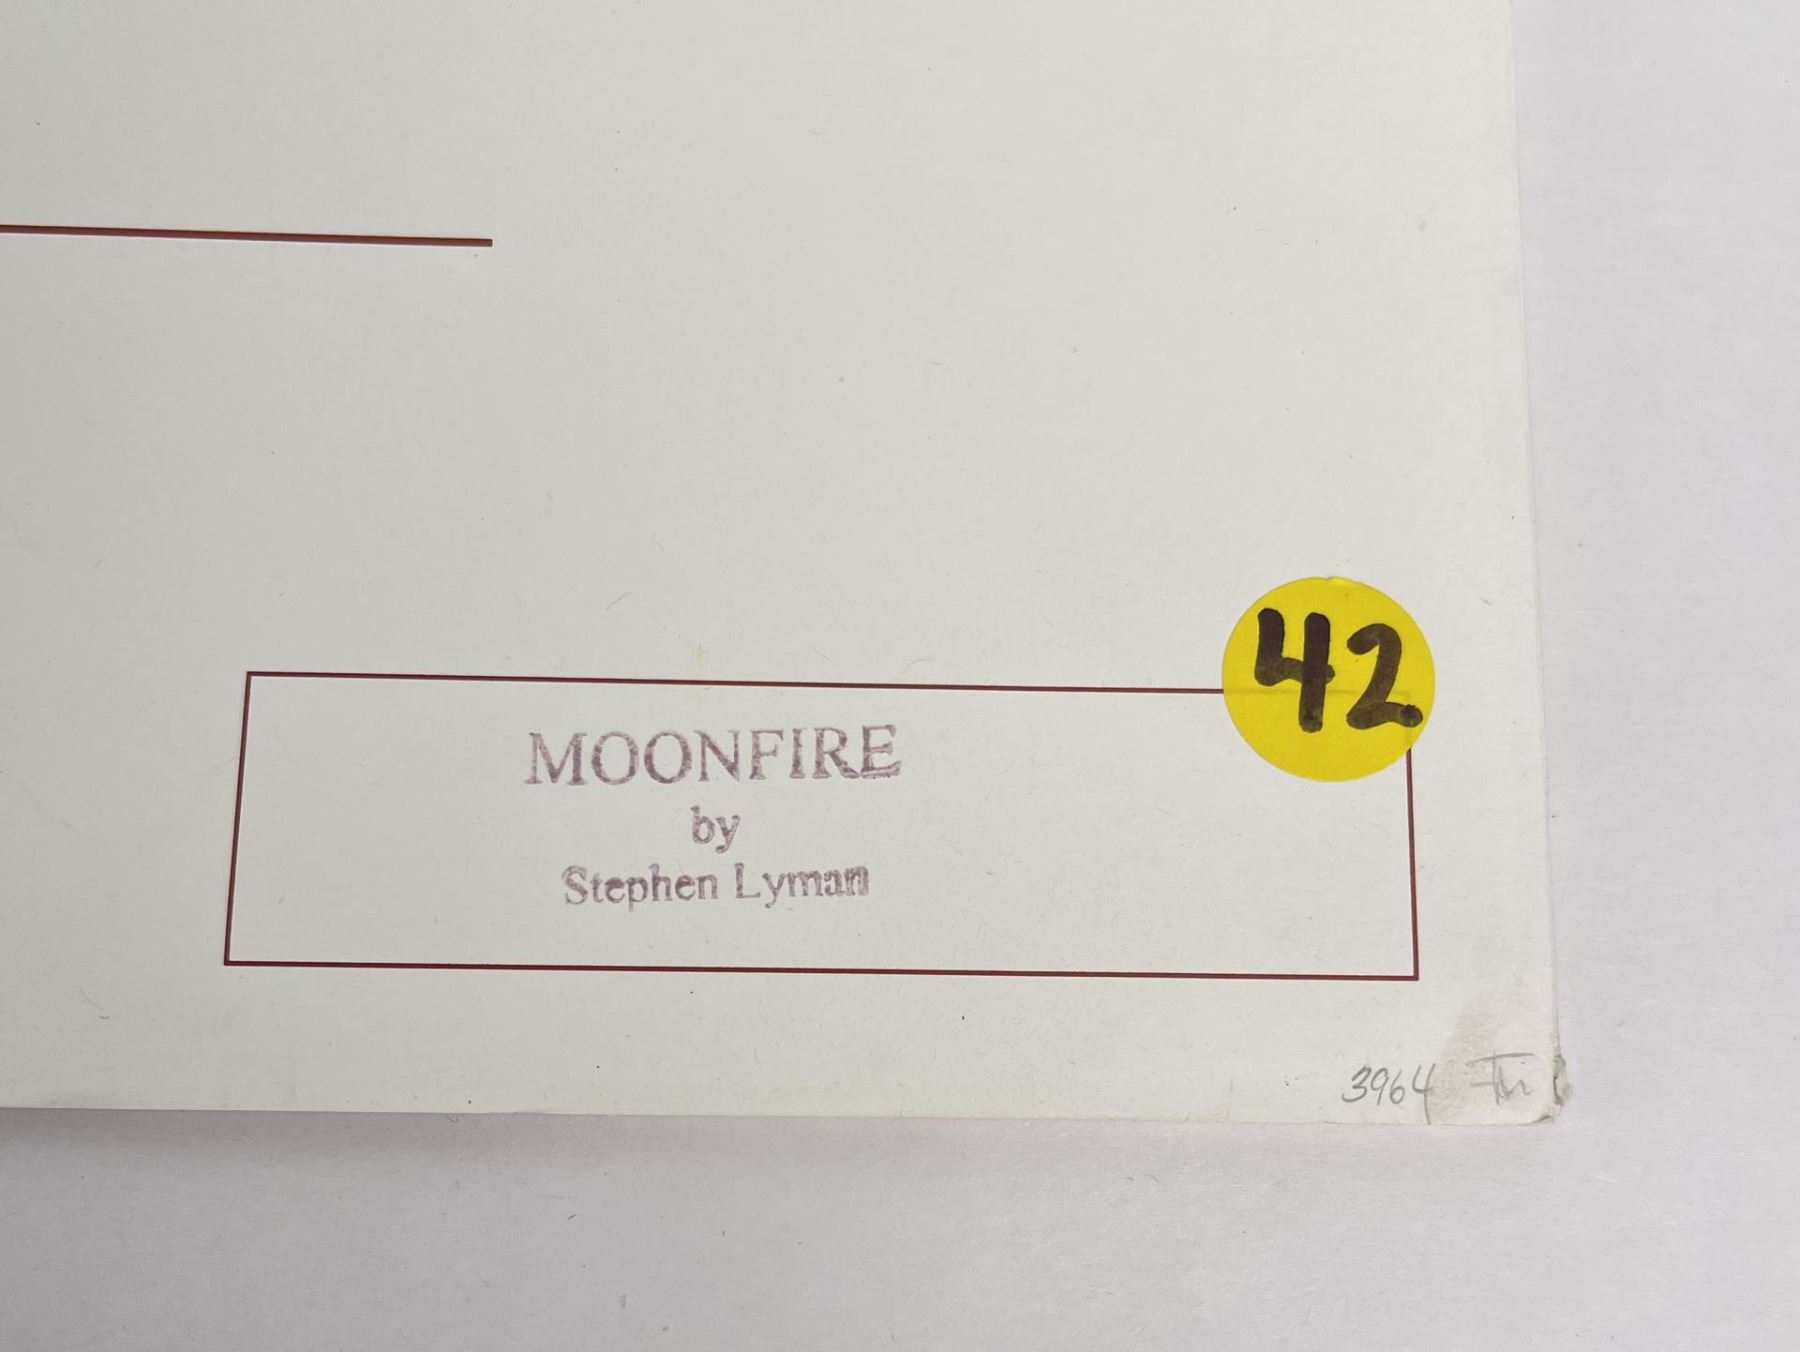 42
MOONFIRE
by
Stephen Lyman
3964